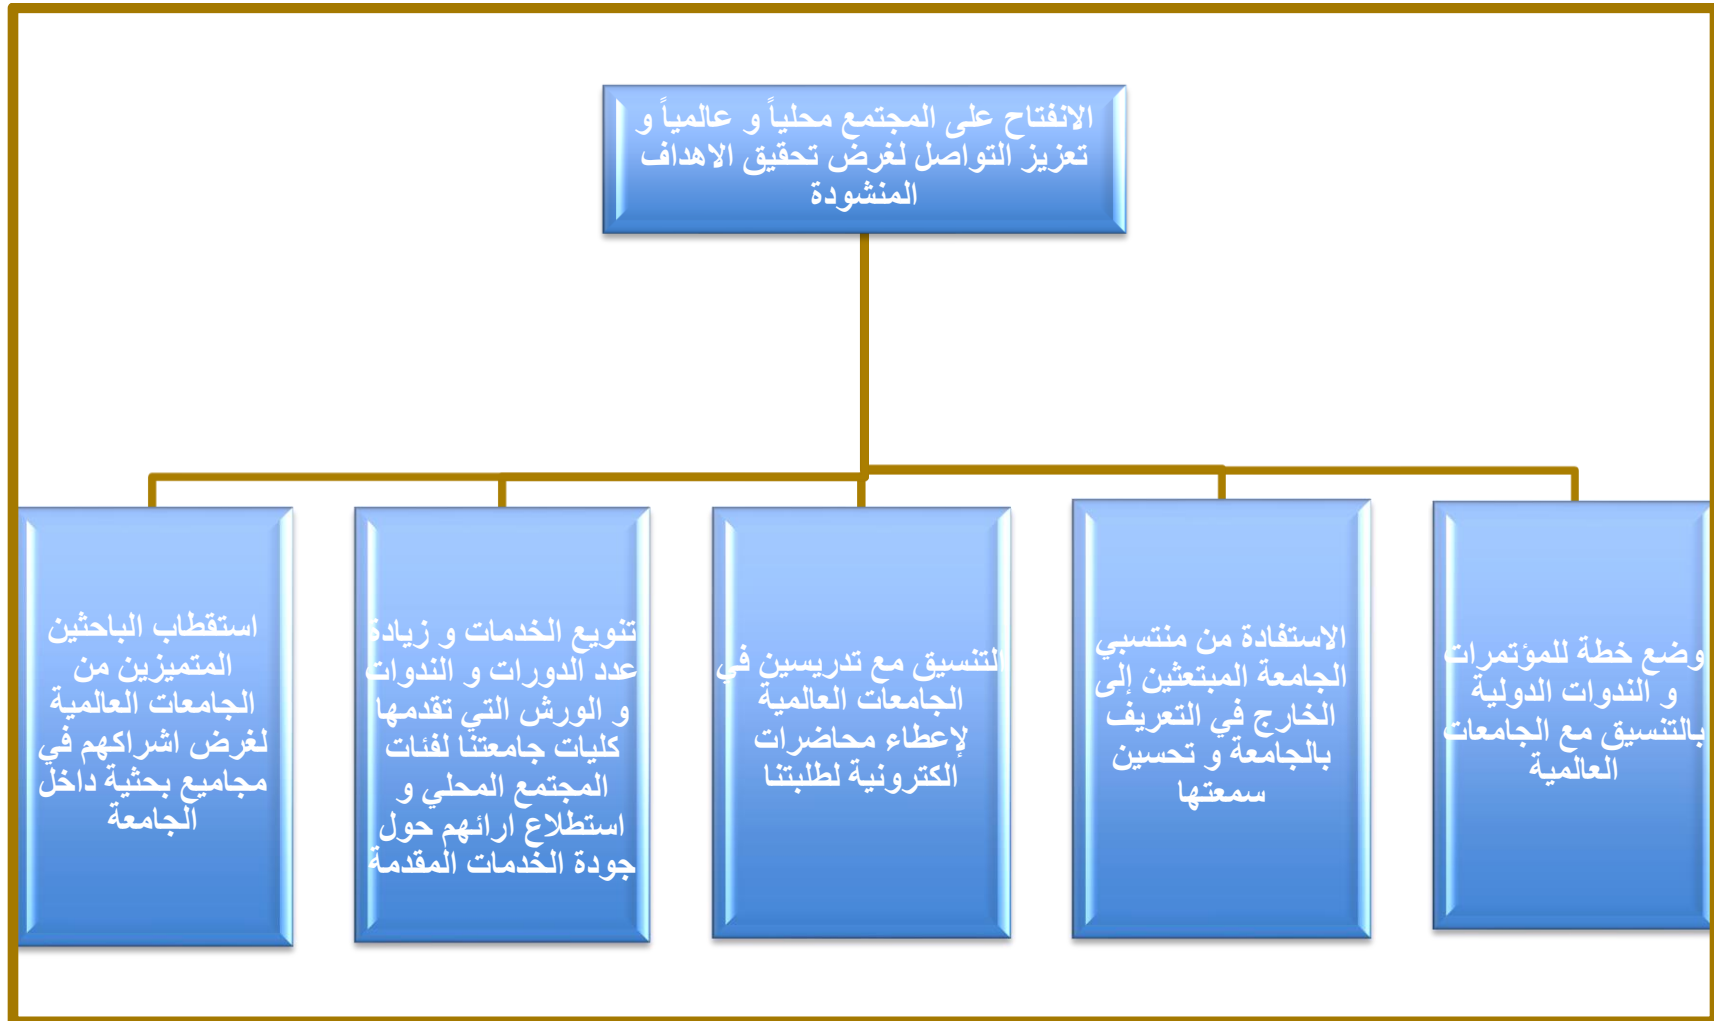 الانفتاح على المجتمع محلياً و عالمياً و
تعزيز التواصل لغرض تحقيق الاهداف
المنشودة
وضع خطة للمؤتمرات
و الندوات الدولية
بالتنسيق مع الجامعات
العالمية
الاستفادة من منتسبي
الجامعة المبتعثين إلى
الخارج في التعريف
بالجامعة و تحسين
سمعتها
التنسيق مع تدريسين في
الجامعات العالمية
لإعطاء محاضرات
الكترونية لطلبتنا
تنويع الخدمات و زيادة
عدد الدورات و الندوات
و الورش التي تقدمها
كليات جامعتنا لفئات
المجتمع المحلي و
استطلاع ارائهم حول
جودة الخدمات المقدمة
استقطاب الباحثين
المتميزين من
الجامعات العالمية
لغرض اشراكهم في
مجاميع بحثية داخل
الجامعة